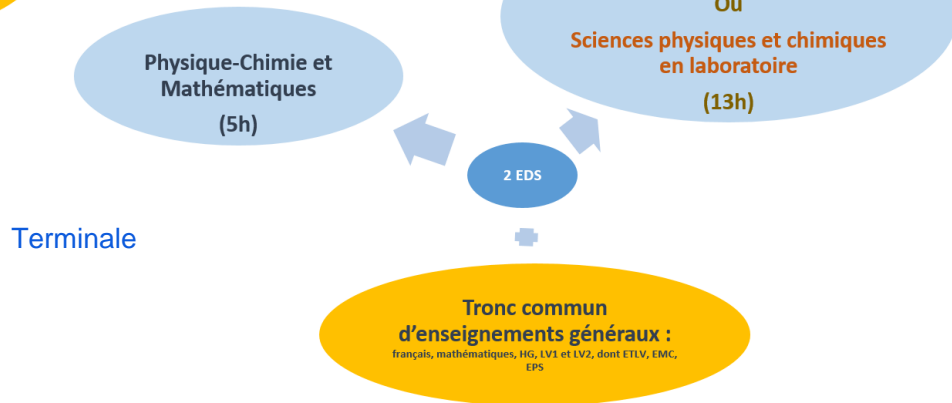 Ou
Sciences physiques et chimiques
en laboratoire
(13h)
Physique-Chimie et
Mathématiques
(5h)
2 EDS
Terminale
Tronc commun
d'enseignements généraux :
français, mathématiques, HG, LV1 et LV2, dont ETLV, EMC,
EPS